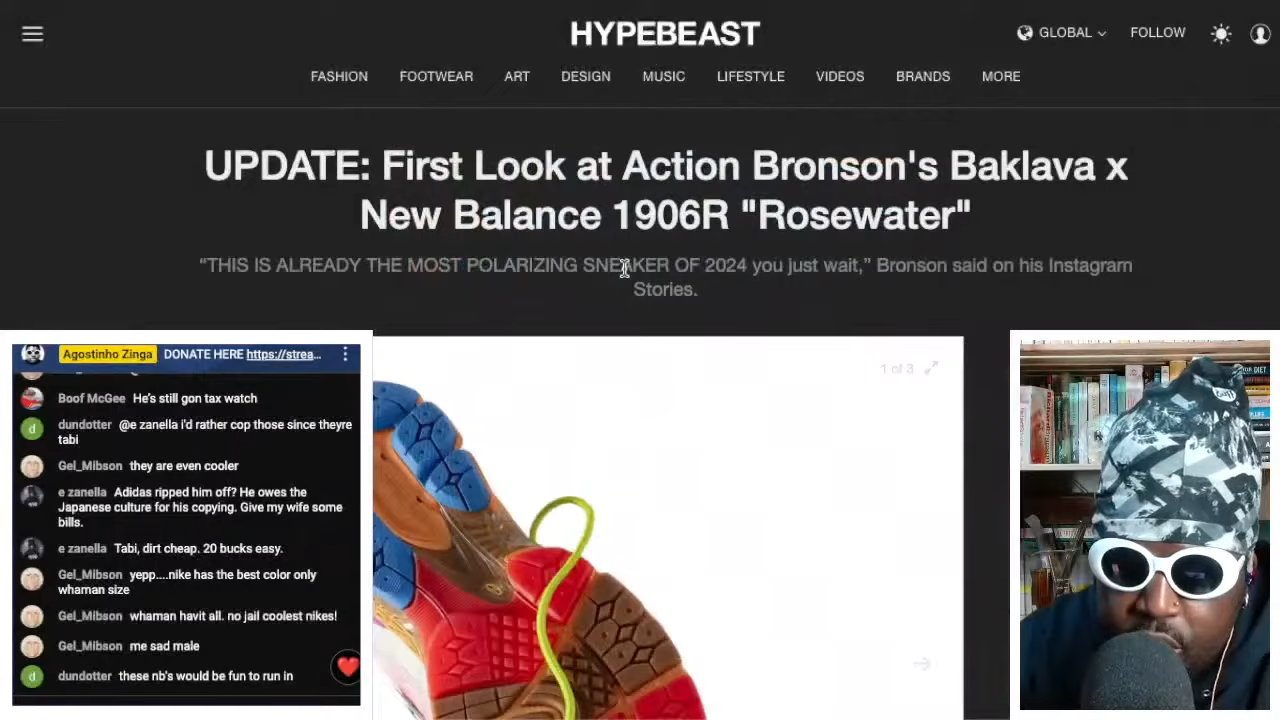 HYPEBEAST
GLOBAL
FOLLOW
FASHION FOOTWEAR ART DESIGN MUSIC LIFESTYLE VIDEOS BRANDS MORE
UPDATE: First Look at Action Bronson's Baklava x
New Balance 1906R "Rosewater"
“THIS IS ALREADY THE MOST POLARIZING SNEAKER OF 2024 you just wait,” Bronson said on his Instagram
Stories.
1 of 3
Agostinho Zinga DONATE HERE https://strea...
Boof McGee He's still gon tax watch
dundotter @e zanella i'd rather cop those since theyre
tabi
Gel_Mibson they are even cooler
e zanella Adidas ripped him off? He owes the
Japanese culture for his copying. Give my wife some
bills.
e zanella Tabi, dirt cheap. 20 bucks easy.
Gel_Mibson yepp....nike has the best color only
whaman size
Gel_Mibson whaman havit all. no jail coolest nikes!
Gel_Mibson me sad male
d dundotter these nb's would be fun to run in